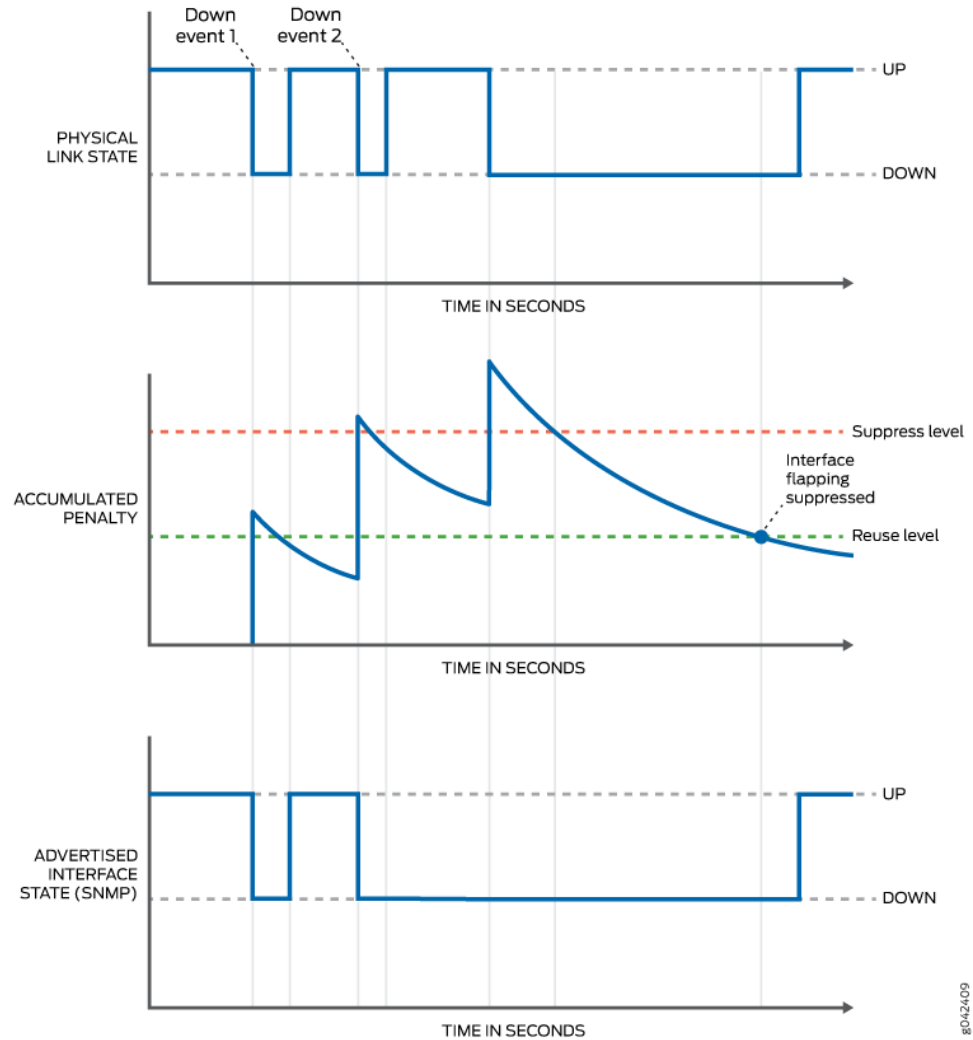 Down
event 1
Down
event 2
UP
PHYSICAL
LINK STATE
DOWN
TIME IN SECONDS
Suppress level
Interface
flapping
suppressed
ACCUMULATED
PENALTY
Reuse level
TIME IN SECONDS
UP
ADVERTISED
INTERFACE
STATE (SNMP)
DOWN
TIME IN SECONDS
g042409